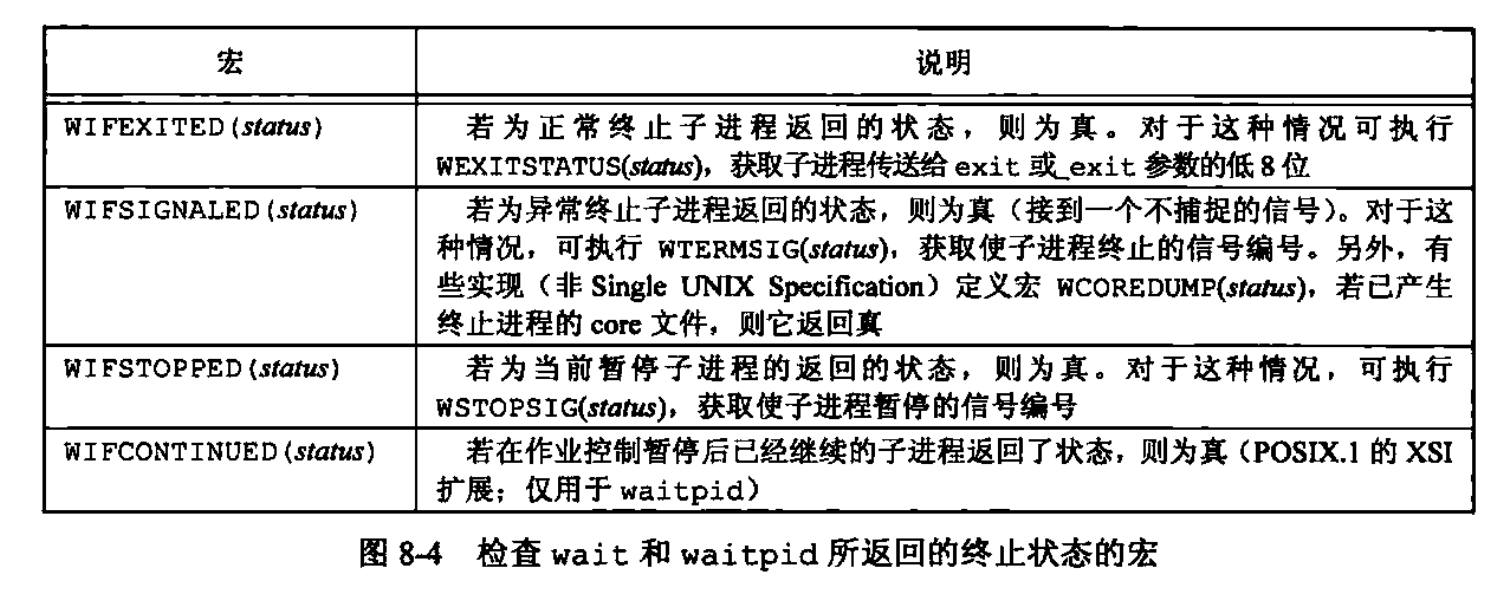 宏 说明
WIFEXITED(status) 若为正常终止子进程返回的状态，则为真。对于这种情况可执行
WEXITSTATUS(status)，获取子进程传送给 exit 或_exit 参数的低 8 位
WIFSIGNALED(status) 若为异常终止子进程返回的状态，则为真（接到一个不捕捉的信号）。对于这
种情况，可执行 WTERMSIG(status)，获取使子进程终止的信号编号。另外，有
些实现（非 Single UNIX Specification）定义宏 WCOREDUMP(status)，若已产生
终止进程的 core 文件，则它返回真
WIFSTOPPED(status) 若为当前暂停子进程的返回的状态，则为真。对于这种情况，可执行
WSTOPSIG(status)，获取使子进程暂停的信号编号
WIFCONTINUED(status) 若在作业控制暂停后已经继续的子进程返回了状态，则为真（POSIX.1 的 XSI
扩展；仅用于 waitpid）
图 8-4 检查 wait 和 waitpid 所返回的终止状态的宏